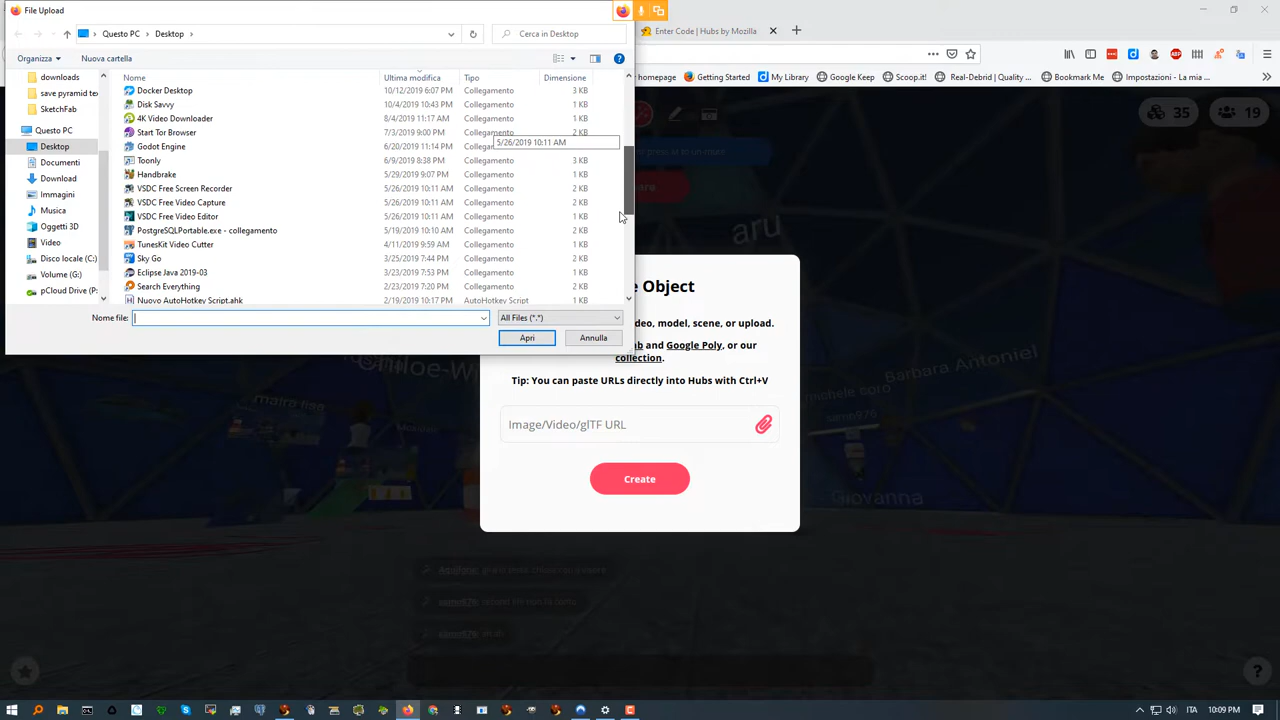 File Upload
Enter Code | Hubs by Mozilla
Questo PC > Desktop >
Cerca in Desktop
Organizza
Nuova cartella
homepage
Getting Started
My Library
Google Keep
Scoop.it!
Real-Debrid | Quality ...
Bookmark Me
Impostazioni - La mia ...
downloads
save pyramid te
SketchFab
Questo PC
Desktop
Documenti
Download
Immagini
Musica
Oggetti 3D
Video
Disco locale (C:)
Volume (G:)
pCloud Drive (P:
Nome Ultima modifica Tipo Dimensione
Docker Desktop 10/12/2019 6:07 PM Collegamento 3 KB
Disk Savvy 10/4/2019 10:43 PM Collegamento 1 KB
4K Video Downloader 8/4/2019 11:17 AM Collegamento 1 KB
Start Tor Browser 7/3/2019 9:00 PM Collegamento 2 KB
Godot Engine 6/20/2019 11:14 PM Collega
5/26/2019 10:11 AM
Toonly 6/9/2019 8:38 PM Collegamento 3 KB
Handbrake 5/29/2019 9:07 PM Collegamento 1 KB
VSDC Free Screen Recorder 5/26/2019 10:11 AM Collegamento 2 KB
VSDC Free Video Capture 5/26/2019 10:11 AM Collegamento 2 KB
VSDC Free Video Editor 5/26/2019 10:11 AM Collegamento 1 KB
PostgreSQLPortable.exe - collegamento 5/19/2019 10:10 AM Collegamento 2 KB
TunesKit Video Cutter 4/11/2019 9:59 AM Collegamento 1 KB
Sky Go 3/25/2019 7:44 PM Collegamento 2 KB
Eclipse Java 2019-03 3/23/2019 7:53 PM Collegamento 1 KB
Search Everything 2/23/2019 7:20 PM Collegamento 2 KB
Nuovo AutoHotkey Script.ahk 2/19/2019 10:17 PM AutoHotkey Script 1 KB
Nome file:
All Files (*.*)
Apri
Annulla
35
19
aru
e Object
deo, model, scene, or upload.
Google Poly, or our
collection.
Tip: You can paste URLs directly into Hubs with Ctrl+V
Image/Video/glTF URL
Create
Barbara Antoniel
Giovanna
ITA
10:09 PM